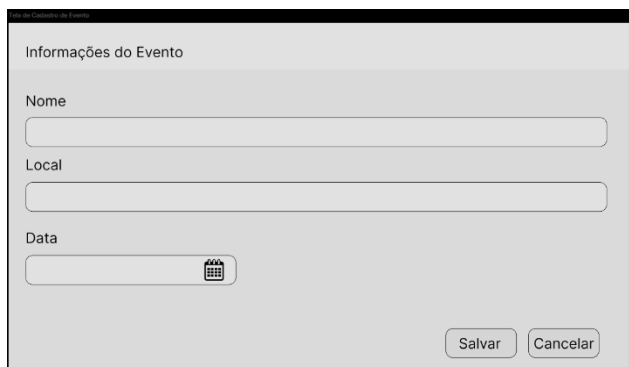 Tela de Cadastro de Evento
Informações do Evento
Nome
Local
Data
Salvar
Cancelar